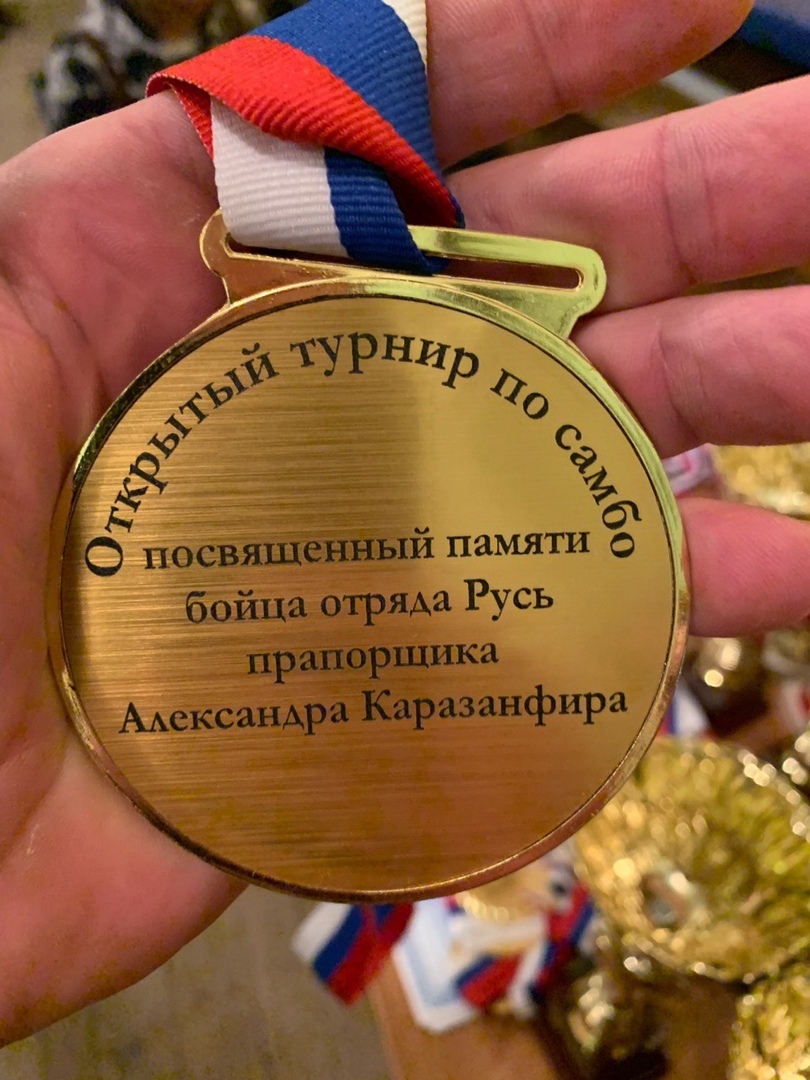 Открытый турнир по самбо
посвященный памяти
бойца отряда Русь
прапорщика
Александра Каразанфира